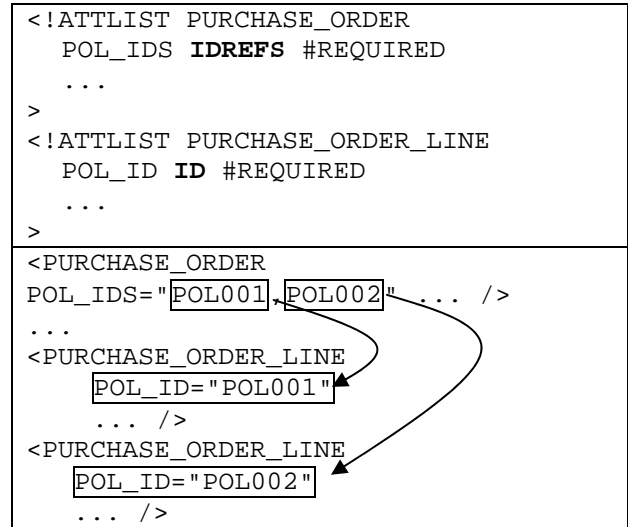 <!ATTLIST PURCHASE_ORDER
POL_IDS IDREFS #REQUIRED
...
>
<!ATTLIST PURCHASE_ORDER_LINE
POL_ID ID #REQUIRED
...
>
<PURCHASE_ORDER
POL_IDS="POL001,POL002" ... />
...
<PURCHASE_ORDER_LINE
POL_ID="POL001"
... />
<PURCHASE_ORDER_LINE
POL_ID="POL002"
... />